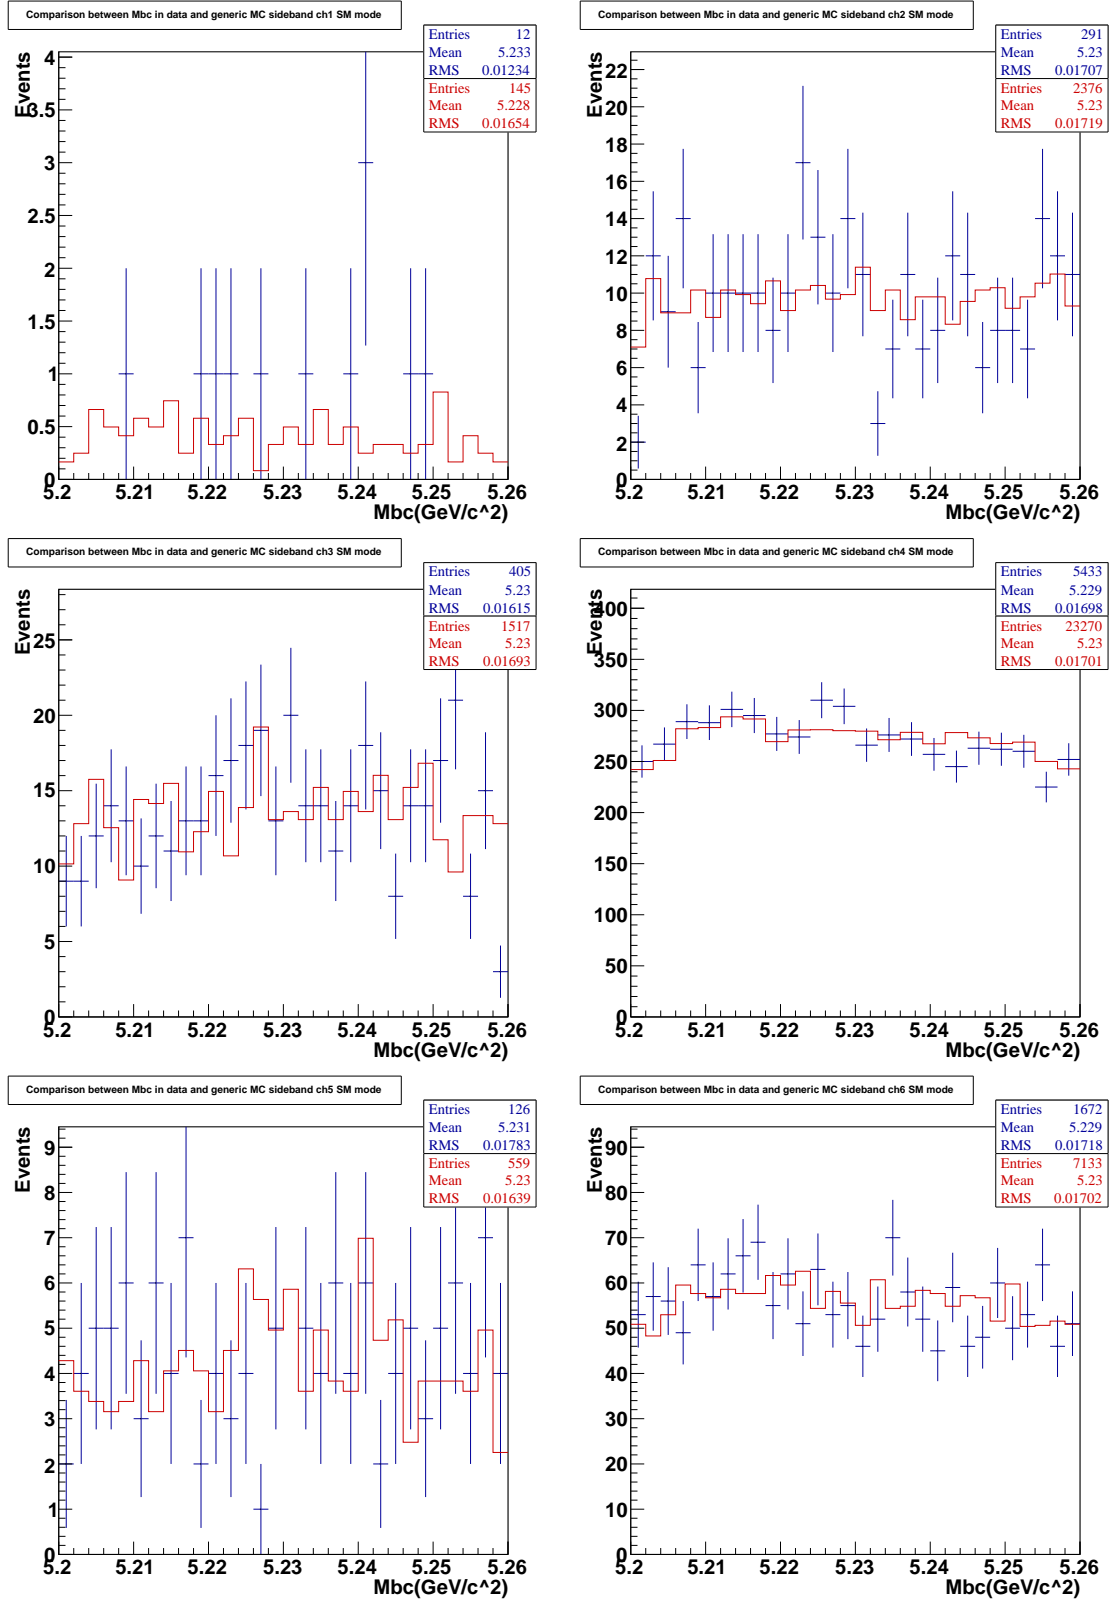 Comparison between Mbc in data and generic MC sideband ch1 SM mode
Entries 12
Mean 5.233
RMS 0.01234
Entries 145
Mean 5.228
RMS 0.01654
Events
4
3.5
3
2.5
2
1.5
1
0.5
0
5.2 5.21 5.22 5.23 5.24 5.25 5.26
Mbc(GeV/c^2)
Comparison between Mbc in data and generic MC sideband ch2 SM mode
Entries 291
Mean 5.23
RMS 0.01707
Entries 2376
Mean 5.23
RMS 0.01719
Events
22
20
18
16
14
12
10
8
6
4
2
0
5.2 5.21 5.22 5.23 5.24 5.25 5.26
Mbc(GeV/c^2)
Comparison between Mbc in data and generic MC sideband ch3 SM mode
Entries 405
Mean 5.23
RMS 0.01615
Entries 1517
Mean 5.23
RMS 0.01693
Events
25
20
15
10
5
0
5.2 5.21 5.22 5.23 5.24 5.25 5.26
Mbc(GeV/c^2)
Comparison between Mbc in data and generic MC sideband ch4 SM mode
Entries 5433
Mean 5.229
RMS 0.01698
Entries 23270
Mean 5.23
RMS 0.01701
Events
400
350
300
250
200
150
100
50
0
5.2 5.21 5.22 5.23 5.24 5.25 5.26
Mbc(GeV/c^2)
Comparison between Mbc in data and generic MC sideband ch5 SM mode
Entries 126
Mean 5.231
RMS 0.01783
Entries 559
Mean 5.23
RMS 0.01639
Events
9
8
7
6
5
4
3
2
1
0
5.2 5.21 5.22 5.23 5.24 5.25 5.26
Mbc(GeV/c^2)
Comparison between Mbc in data and generic MC sideband ch6 SM mode
Entries 1672
Mean 5.229
RMS 0.01718
Entries 7133
Mean 5.23
RMS 0.01702
Events
90
80
70
60
50
40
30
20
10
0
5.2 5.21 5.22 5.23 5.24 5.25 5.26
Mbc(GeV/c^2)